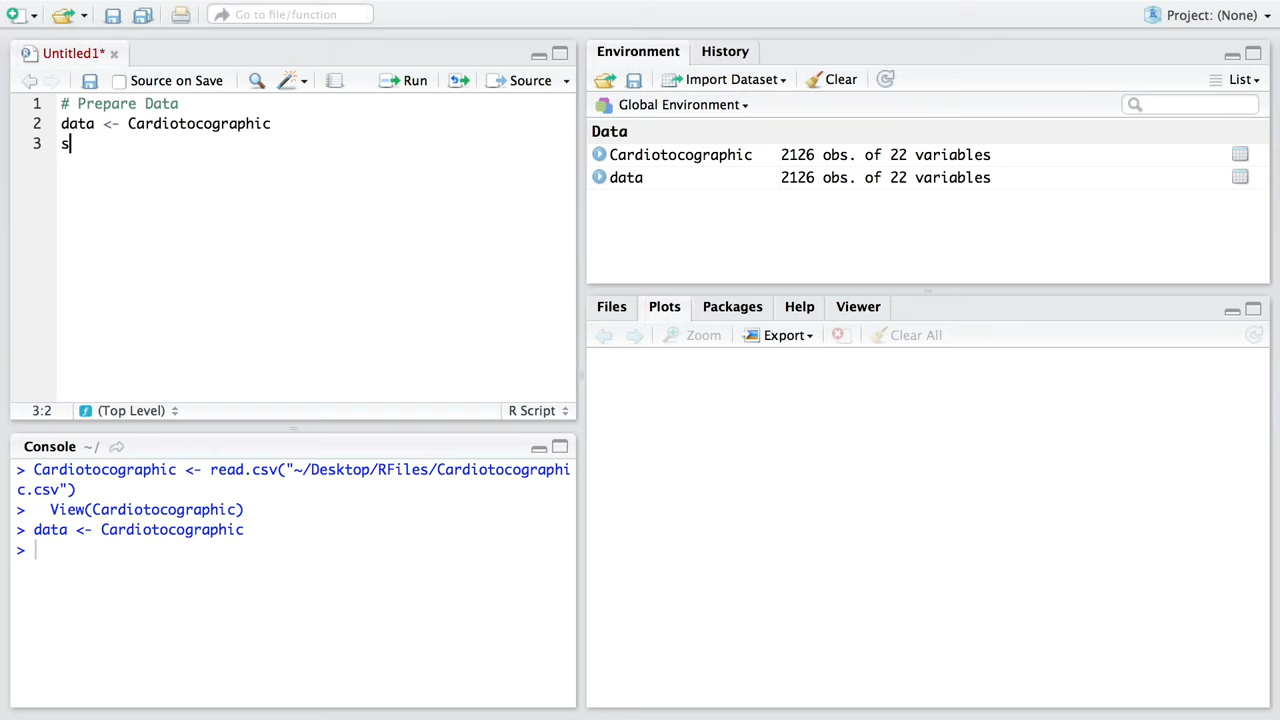 Go to file/function
Project: (None)
Untitled1*
Source on Save
Run
Source
1 # Prepare Data
2 data <- Cardiotocographic
3 s
3:2
(Top Level)
R Script
Console ~/
> Cardiotocographic <- read.csv("~/Desktop/RFiles/Cardiotocographi
c.csv")
>   View(Cardiotocographic)
> data <- Cardiotocographic
>
Environment
History
Import Dataset
Clear
List
Global Environment
Data
Cardiotocographic 2126 obs. of 22 variables
data 2126 obs. of 22 variables
Files
Plots
Packages
Help
Viewer
Zoom
Export
Clear All